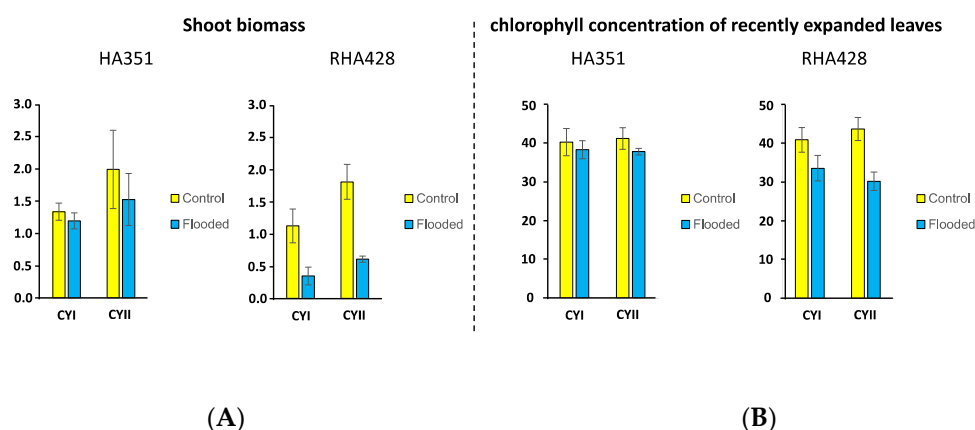 Shoot biomass
HA351
3.0
2.5
2.0
1.5
1.0
0.5
0.0
CYI CYII
Control
Flooded
RHA428
3.0
2.5
2.0
1.5
1.0
0.5
0.0
CYI CYII
Control
Flooded
(A)
chlorophyll concentration of recently expanded leaves
HA351
50
40
30
20
10
0
CYI CYII
Control
Flooded
RHA428
50
40
30
20
10
0
CYI CYII
Control
Flooded
(B)